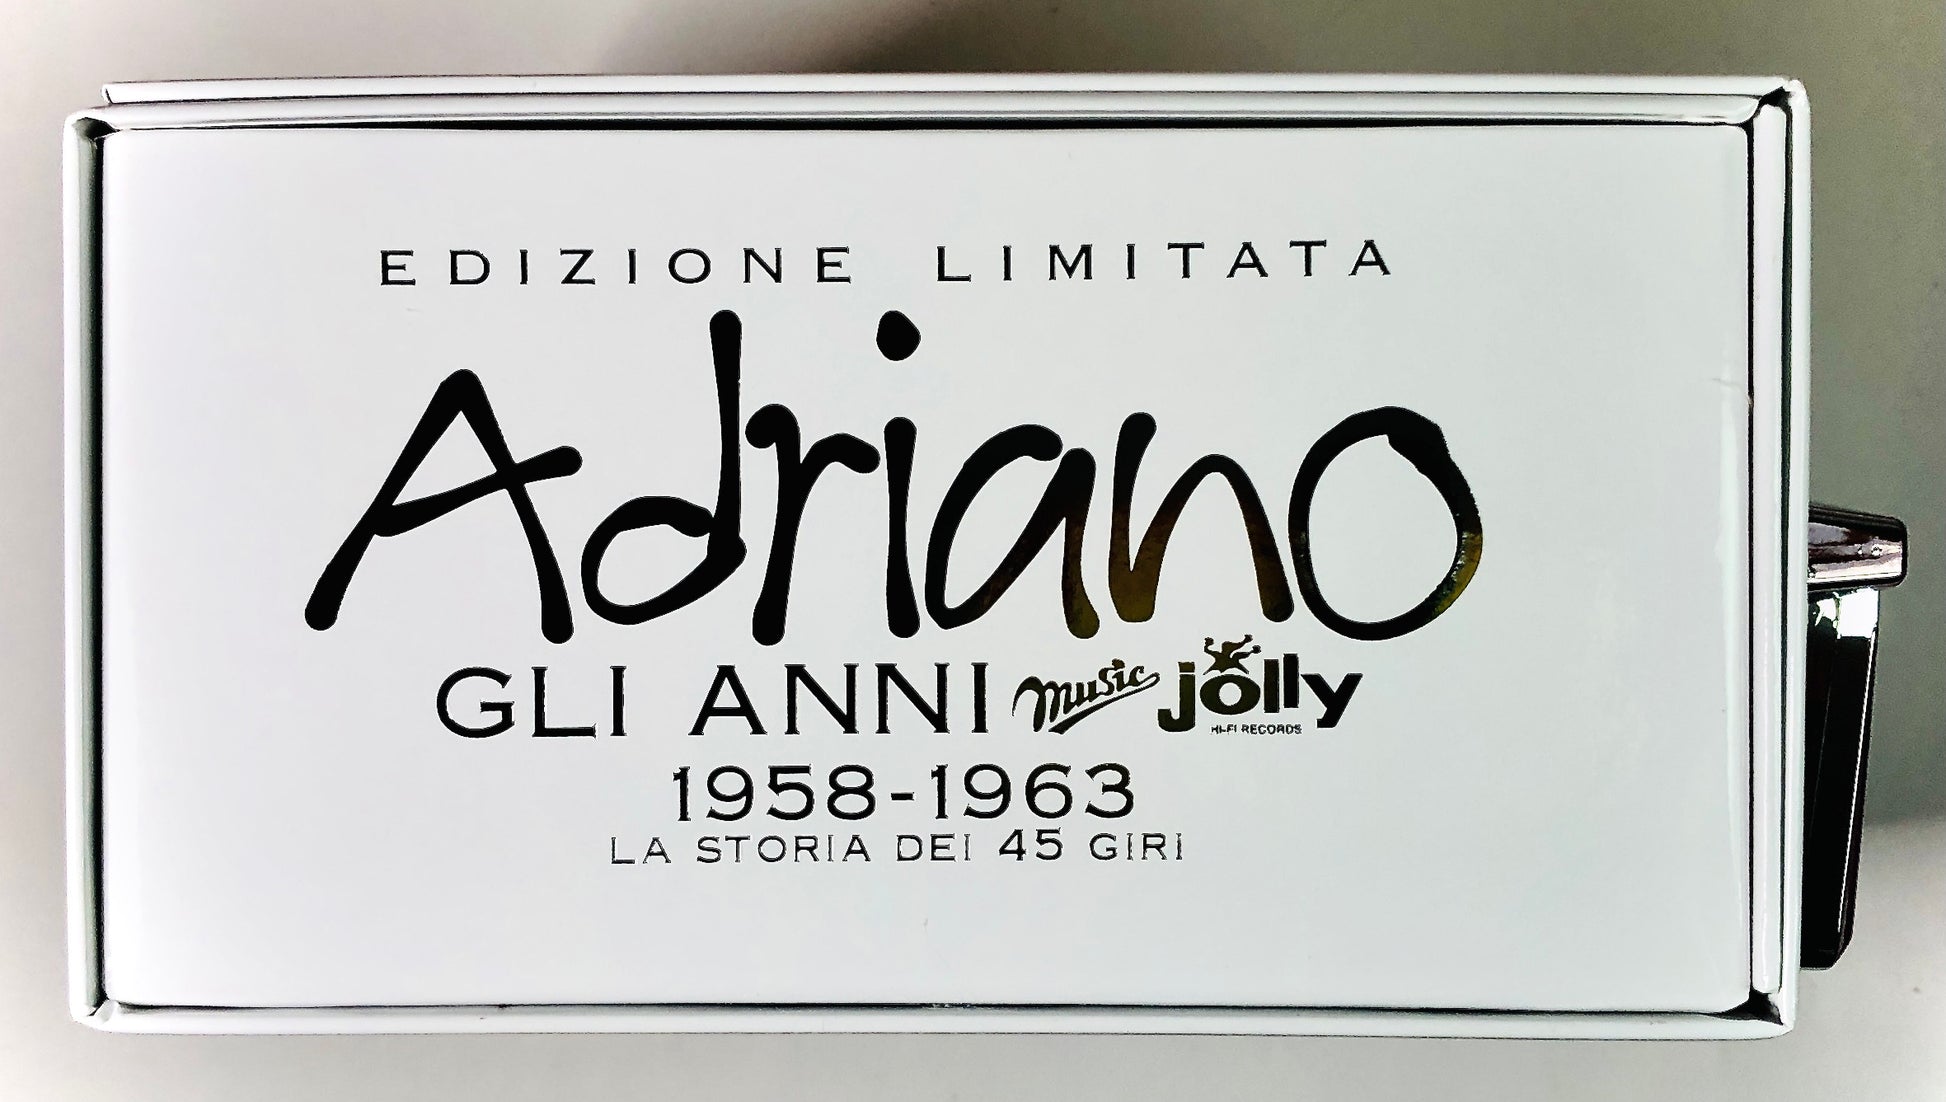 EDIZIONE LIMITATA
Adriano
GLI ANNI music jolly
HI-FI RECORDS
1958-1963
LA STORIA DEI 45 GIRI